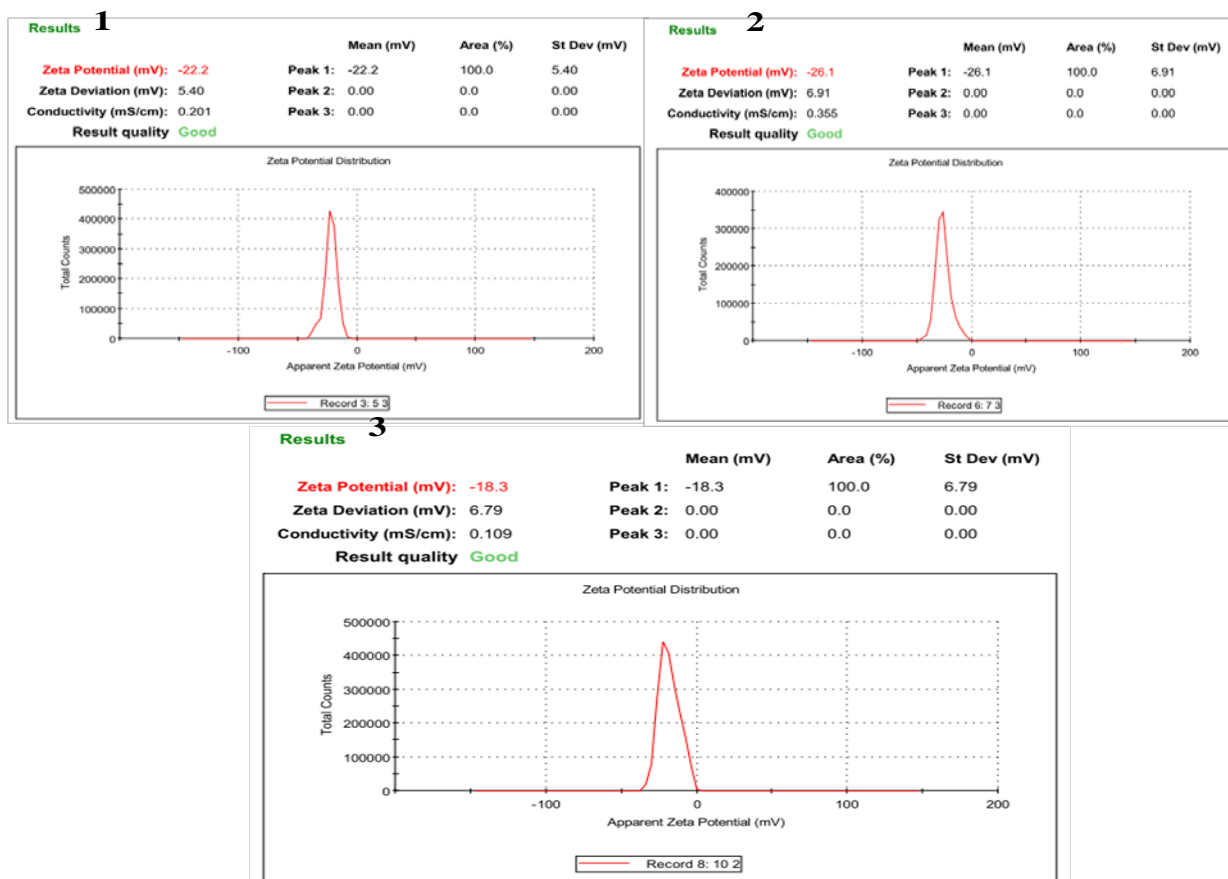 1
Results
Mean (mV) Area (%) St Dev (mV)
Zeta Potential (mV): -22.2 Peak 1: -22.2 100.0 5.40
Zeta Deviation (mV): 5.40 Peak 2: 0.00 0.0 0.00
Conductivity (mS/cm): 0.201 Peak 3: 0.00 0.0 0.00
Result quality Good
Zeta Potential Distribution
500000
400000
300000
200000
100000
0
Total Counts
-100 0 100 200
Apparent Zeta Potential (mV)
Record 3: 5 3
2
Results
Mean (mV) Area (%) St Dev (mV)
Zeta Potential (mV): -26.1 Peak 1: -26.1 100.0 6.91
Zeta Deviation (mV): 6.91 Peak 2: 0.00 0.0 0.00
Conductivity (mS/cm): 0.355 Peak 3: 0.00 0.0 0.00
Result quality Good
Zeta Potential Distribution
400000
300000
200000
100000
0
Total Counts
-100 0 100 200
Apparent Zeta Potential (mV)
Record 6: 7 3
3
Results
Mean (mV) Area (%) St Dev (mV)
Zeta Potential (mV): -18.3 Peak 1: -18.3 100.0 6.79
Zeta Deviation (mV): 6.79 Peak 2: 0.00 0.0 0.00
Conductivity (mS/cm): 0.109 Peak 3: 0.00 0.0 0.00
Result quality Good
Zeta Potential Distribution
500000
400000
300000
200000
100000
0
Total Counts
-100 0 100 200
Apparent Zeta Potential (mV)
Record 8: 10 2